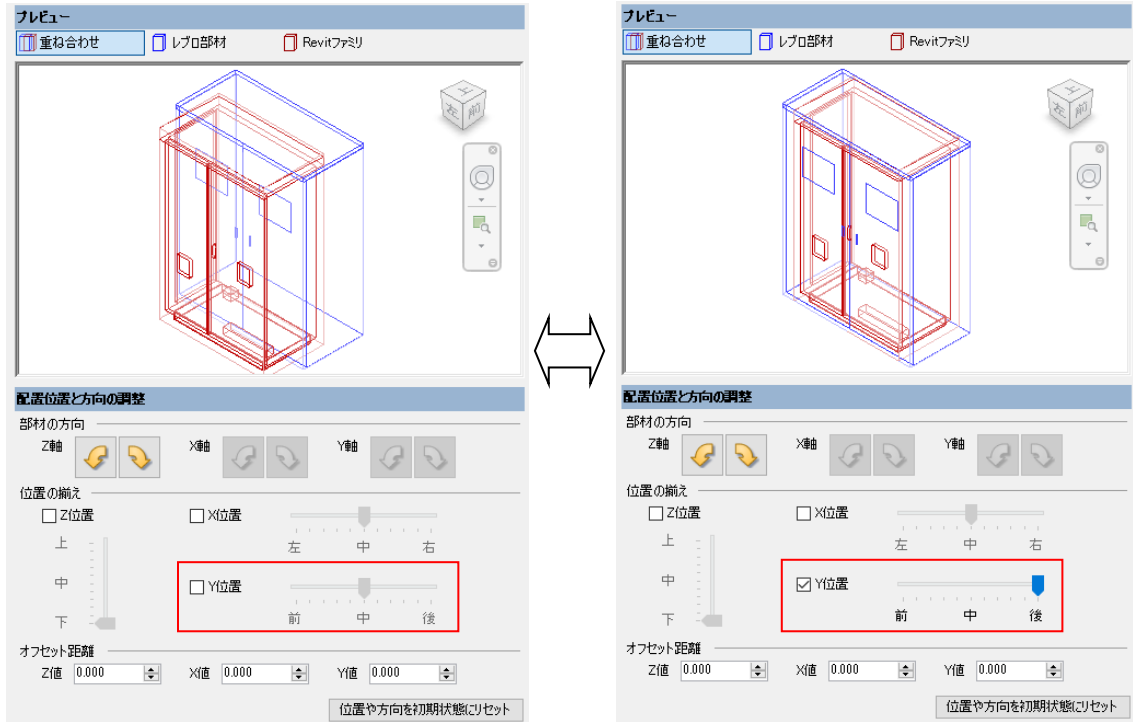 プレビュー
重ね合わせ レブロ部材 Revitファミリ
上
左 前
配置位置と方向の調整
部材の方向
Z軸 X軸 Y軸
位置の揃え
Z位置 X位置
上
左 中 右
中
Y位置
下
前 中 後
オフセット距離
Z値 0.000 X値 0.000 Y値 0.000
位置や方向を初期状態にリセット
プレビュー
重ね合わせ レブロ部材 Revitファミリ
上
左 前
配置位置と方向の調整
部材の方向
Z軸 X軸 Y軸
位置の揃え
Z位置 X位置
上
左 中 右
中
Y位置
下
前 中 後
オフセット距離
Z値 0.000 X値 0.000 Y値 0.000
位置や方向を初期状態にリセット